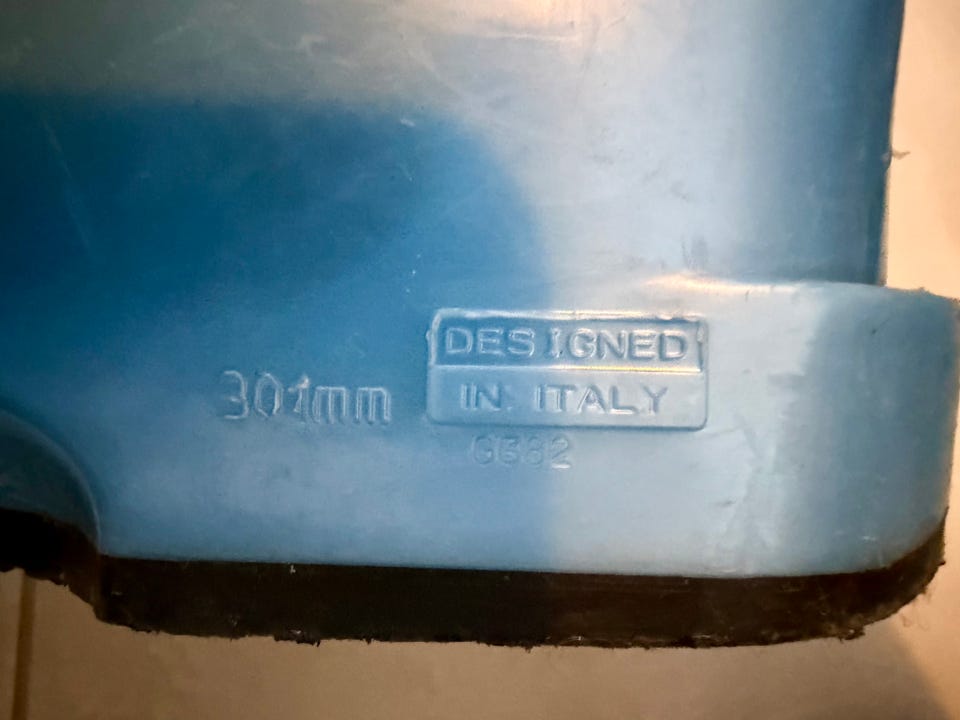 DESIGNED
IN ITALY
301mm
G382